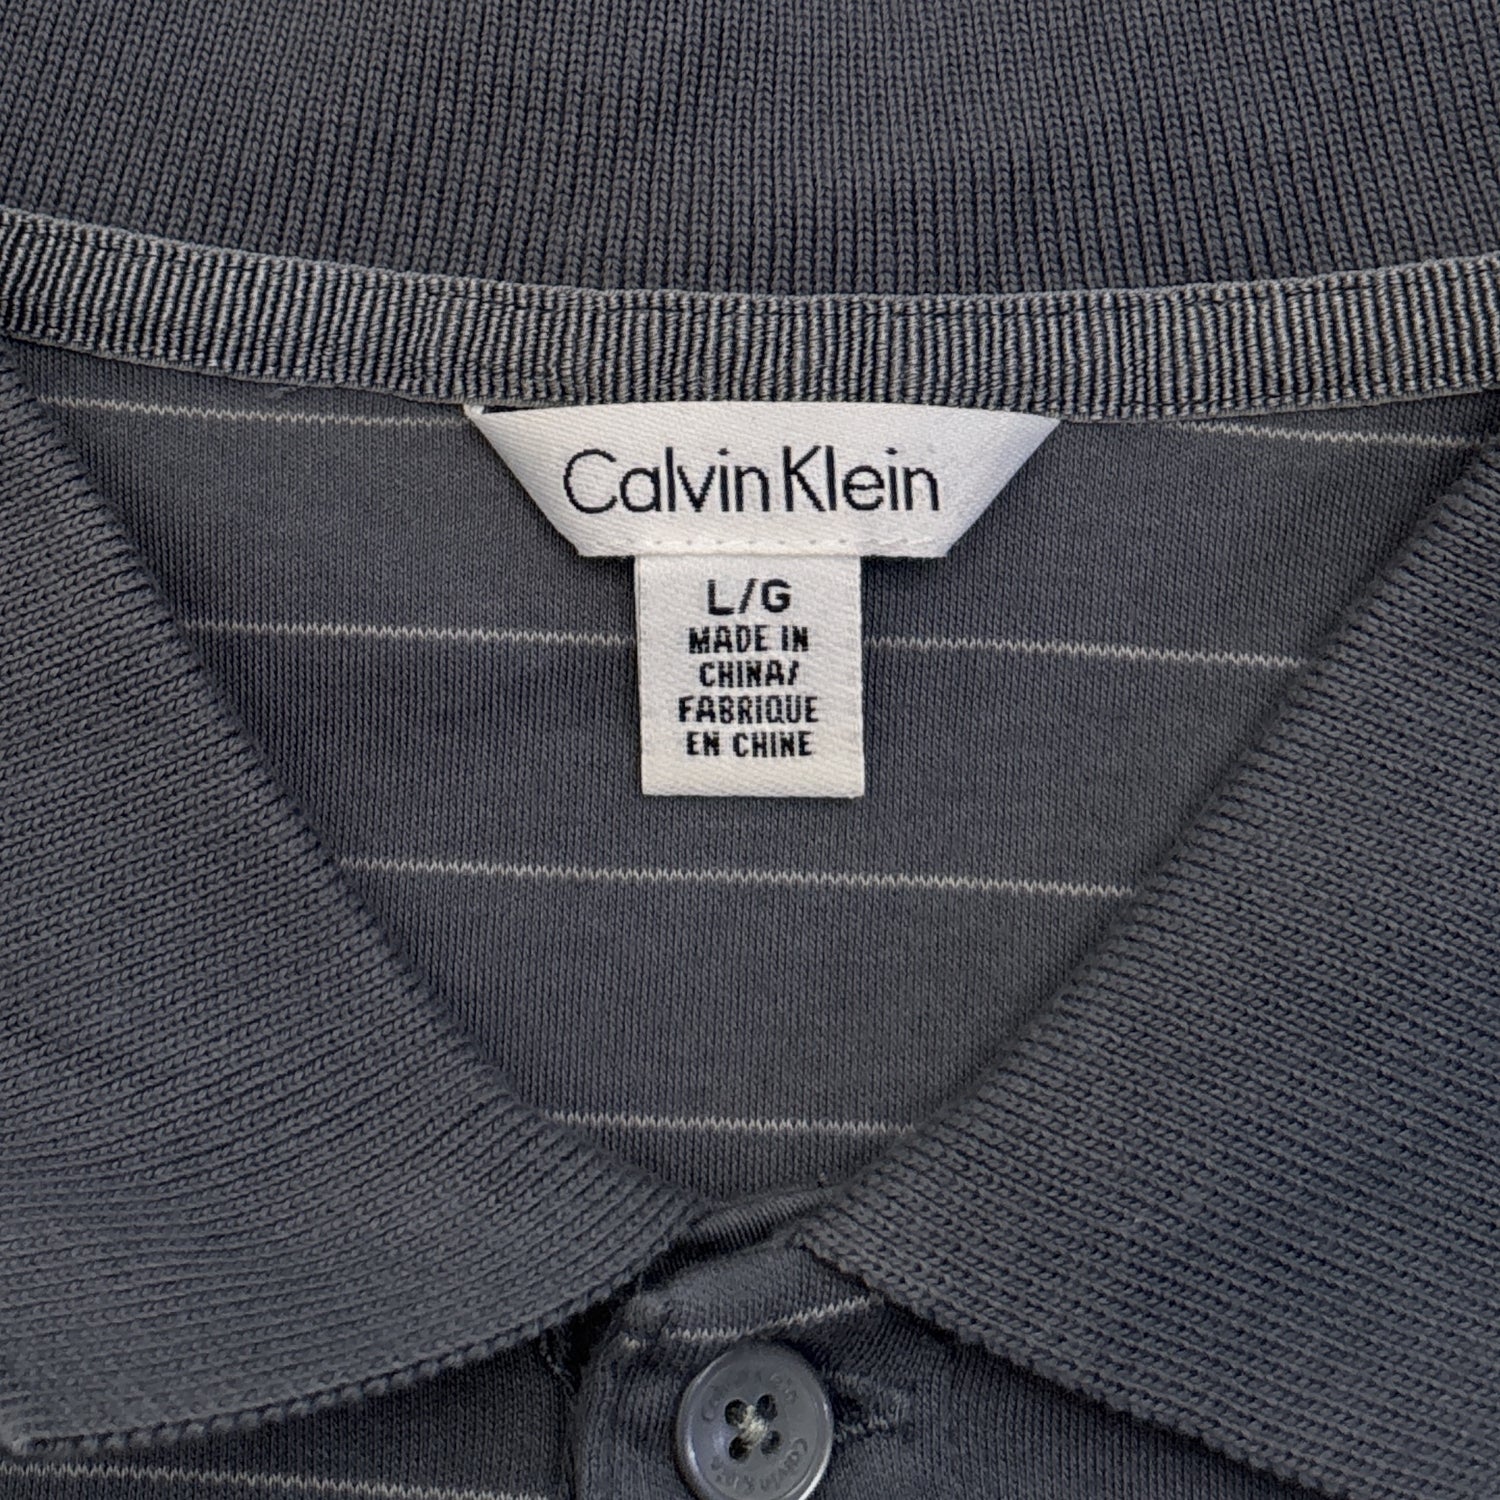 Calvin Klein
L/G
MADE IN
CHINA/
FABRIQUE
EN CHINE